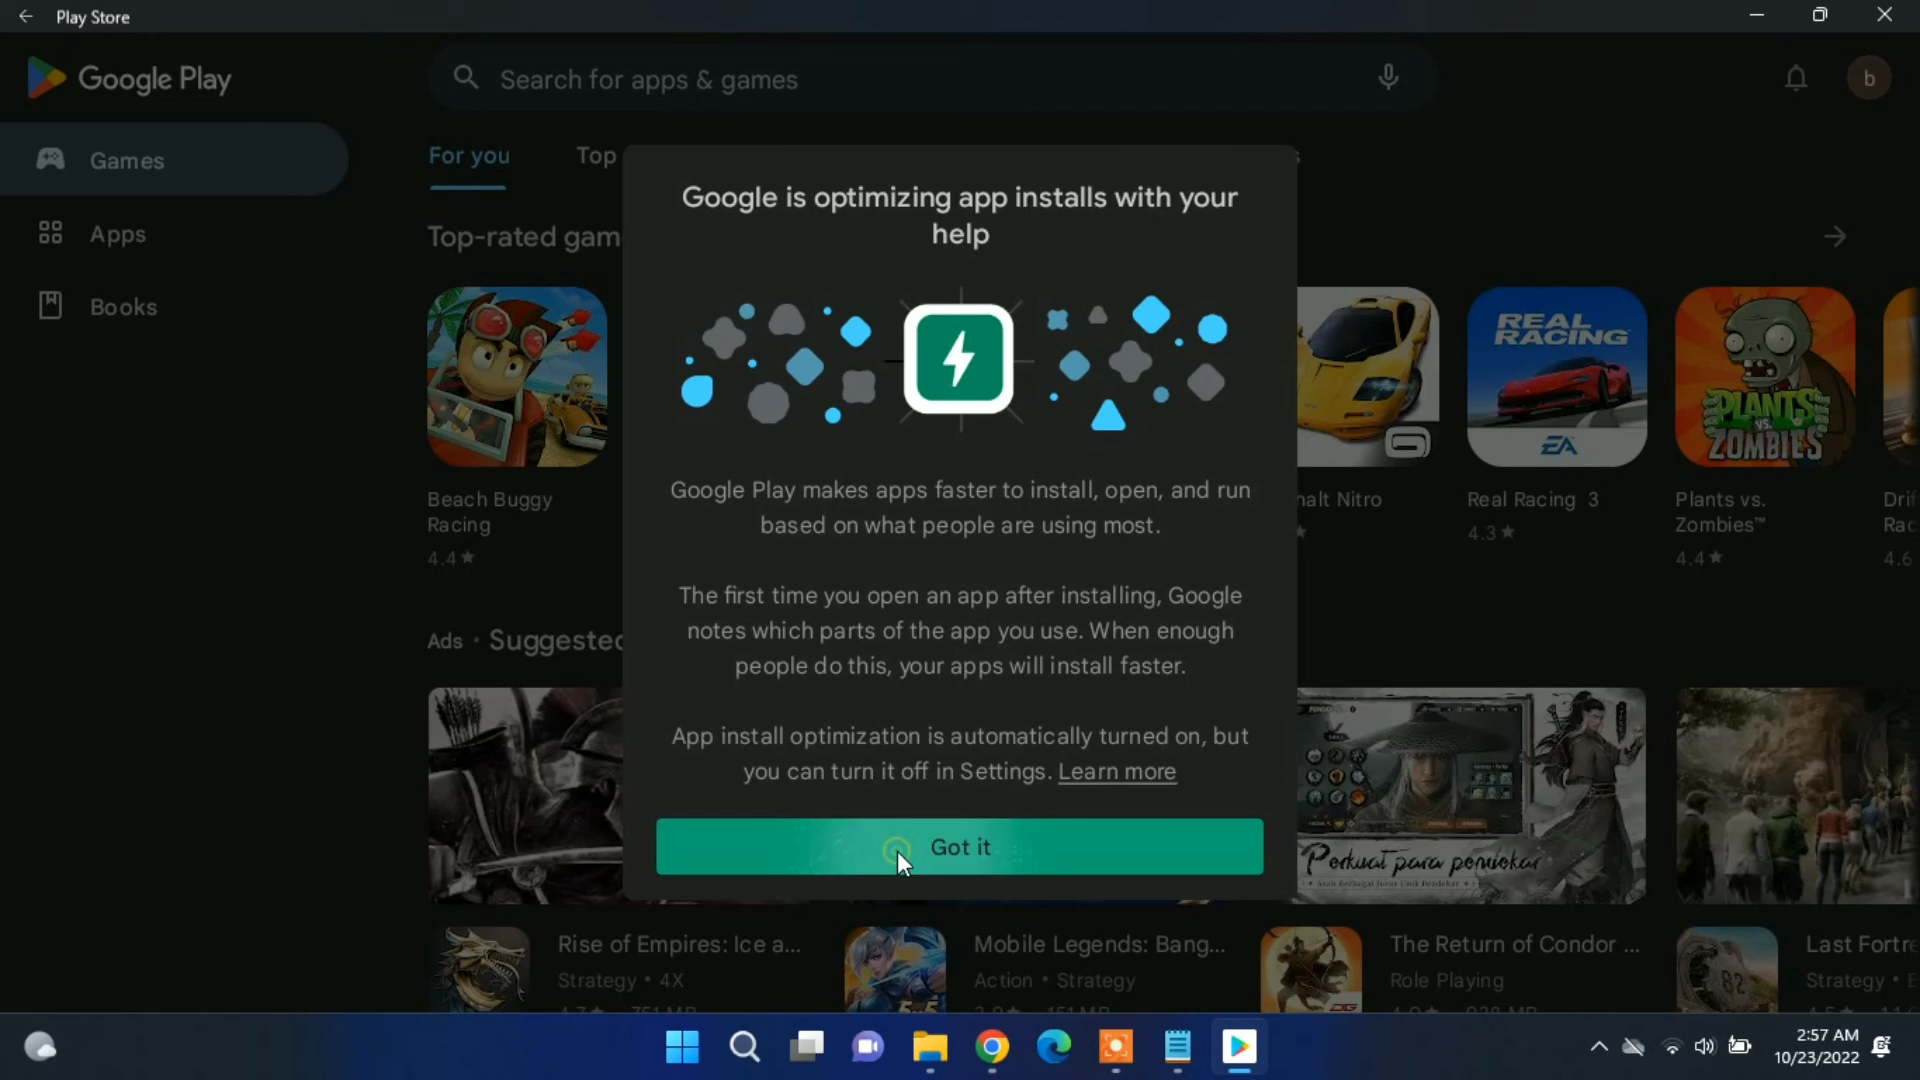 Play Store
Google Play
Search for apps & games
b
Games
Apps
Books
For you
Top
Top-rated gam
Google is optimizing app installs with your
help
Google Play makes apps faster to install, open, and run
based on what people are using most.
The first time you open an app after installing, Google
notes which parts of the app you use. When enough
people do this, your apps will install faster.
App install optimization is automatically turned on, but
you can turn it off in Settings. Learn more
Got it
Beach Buggy
Racing
4.4★
halt Nitro
REAL
RACING
EA
Real Racing 3
4.3★
PLANTS
VS.
ZOMBIES
Plants vs.
Zombies™
4.4★
Drif
Rac
4.6
Ads • Suggested
Perkuat para pendekar
Rise of Empires: Ice a...
Strategy • 4X
Mobile Legends: Bang...
Action • Strategy
5v5
The Return of Condor ...
Role Playing
82
Last Fortre
Strategy •
2:57 AM
10/23/2022